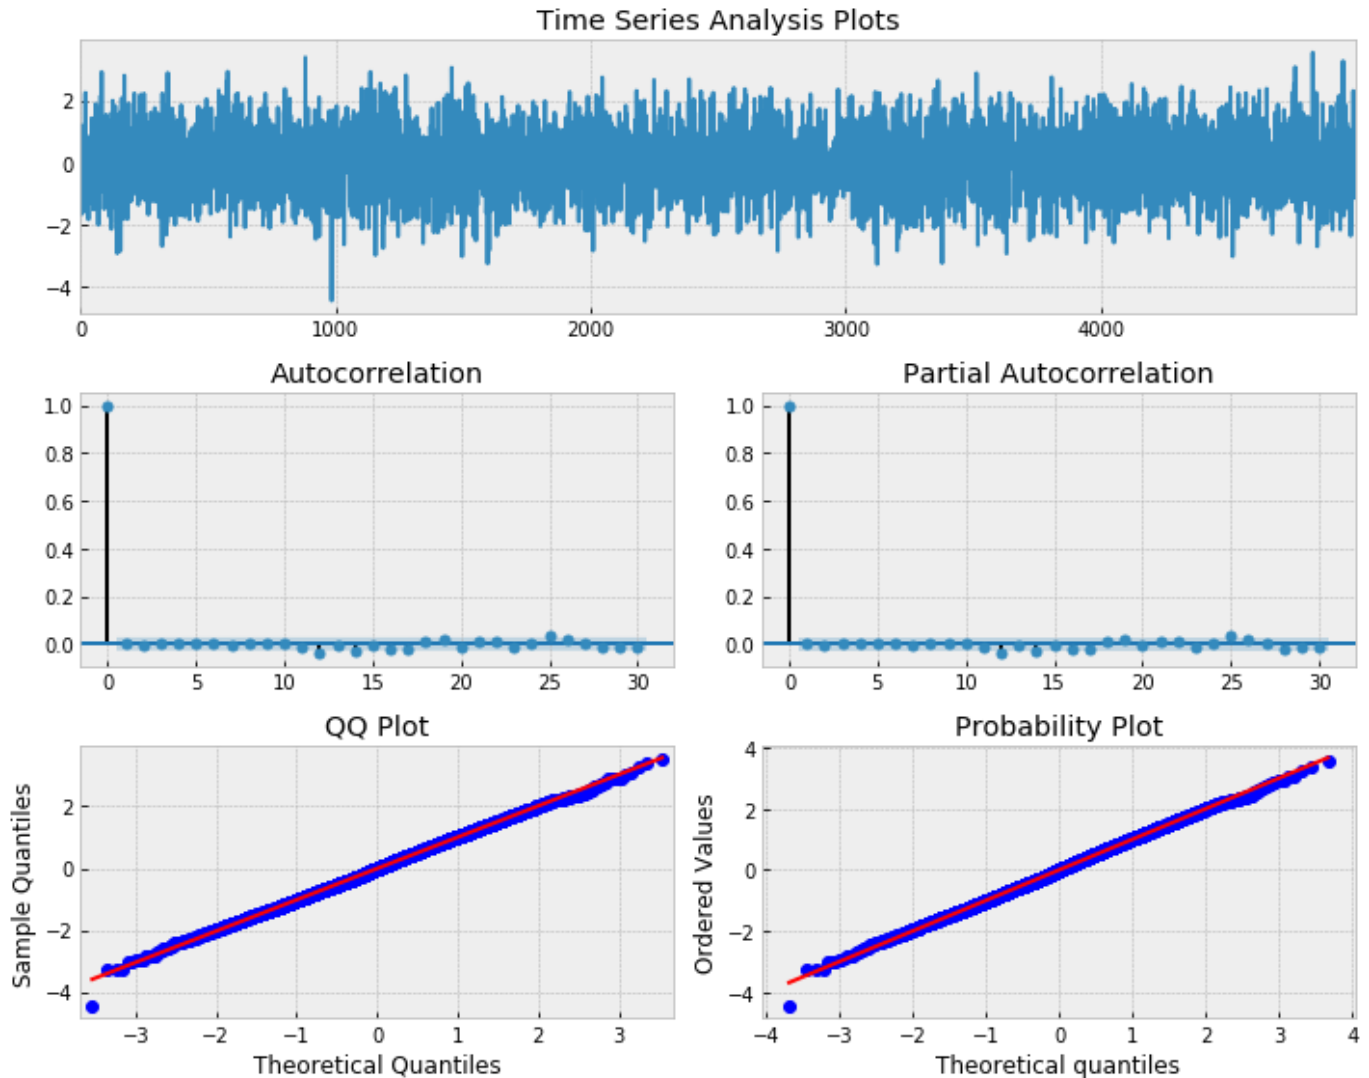 Time Series Analysis Plots
2
0
−2
−4
0 1000 2000 3000 4000
Autocorrelation
1.0
0.8
0.6
0.4
0.2
0.0
0 5 10 15 20 25 30
Partial Autocorrelation
1.0
0.8
0.6
0.4
0.2
0.0
0 5 10 15 20 25 30
QQ Plot
Sample Quantiles
2
0
−2
−4
−3 −2 −1 0 1 2 3
Theoretical Quantiles
Probability Plot
Ordered Values
4
2
0
−2
−4
−4 −3 −2 −1 0 1 2 3 4
Theoretical quantiles